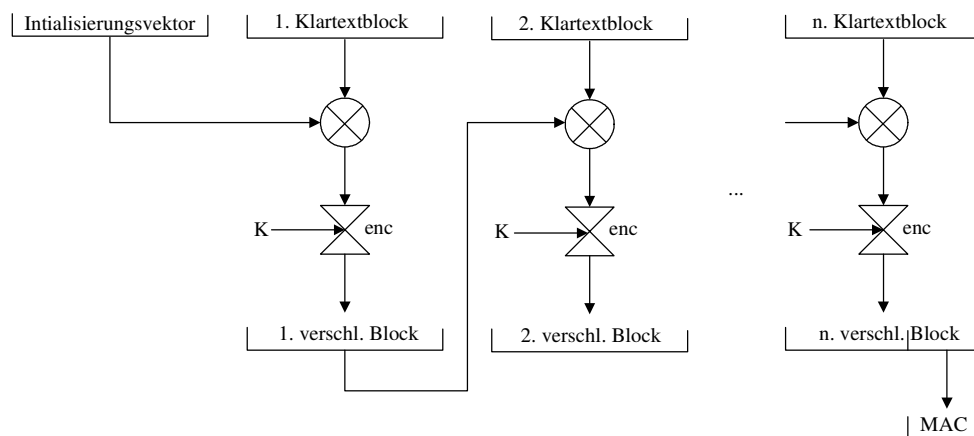 Intialisierungsvektor
1. Klartextblock
2. Klartextblock
n. Klartextblock
...
K
enc
K
enc
K
enc
1. verschl. Block
2. verschl. Block
n. verschl. Block
MAC